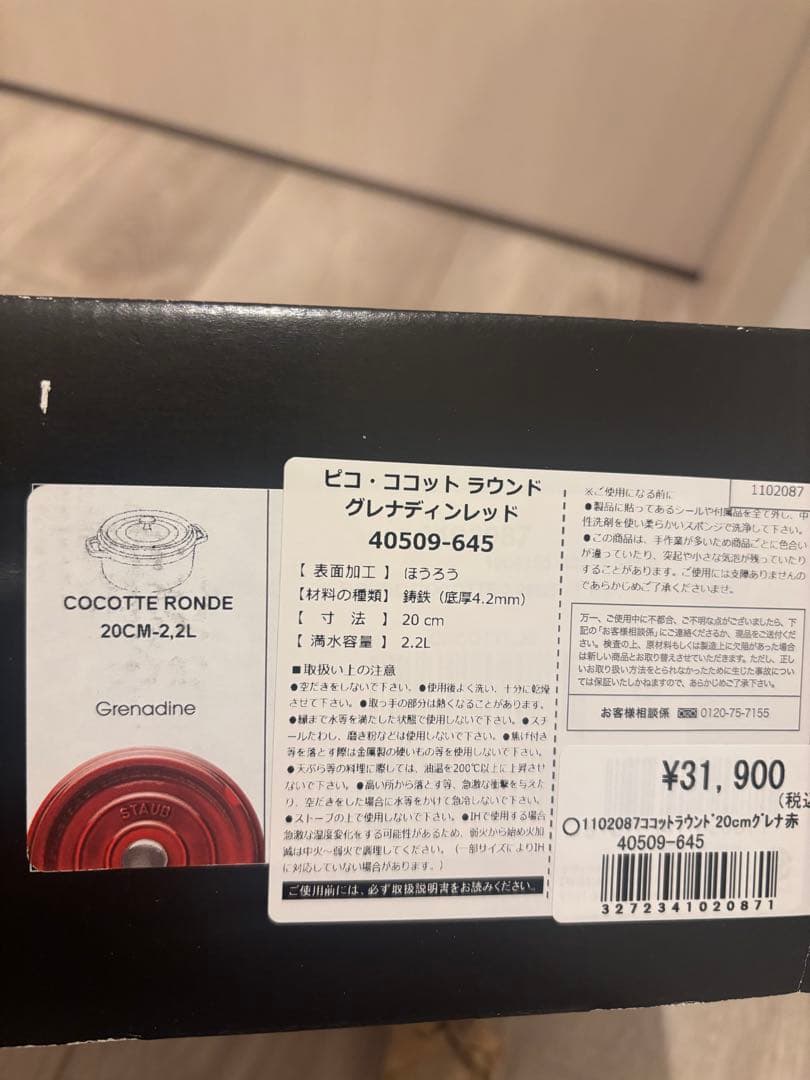 COCOTTE RONDE
20CM-2,2L
Grenadine
STAUB
ピコ・ココット ラウンド
グレナディンレッド
40509-645
【 表面加工 】 ほうろう
【材料の種類】 鋳鉄（底厚4.2mm）
【 寸 法 】 20 cm
【 満水容量 】 2.2L
■取扱い上の注意
●空だきをしないで下さい。●使用後よく洗い、十分に乾燥
させて下さい。●取っ手の部分は熱くなることがあります。
●縁まで水等を満たした状態で使用しないで下さい。●スチ
ールたわし、磨き粉などは使用しないで下さい。●焦げ付き
等を落とす際は金属製の硬いもの等を使用しないで下さい。
●天ぷら等の料理に際しては、油温を200℃以上に上昇させ
ないで下さい。●高い所から落とす等、急激な衝撃を与えた
り、空だきをした場合に水等をかけて急冷しないで下さい。
●ストーブの上で使用しないで下さい。●IHで使用する場合
急激な温度変化をする可能性があるため、弱火から始め火加
減は中火～弱火で調理してください。（一部サイズによりIH
に対応していない場合があります。）
ご使用前には、必ず取扱説明書をお読みください。
1102087
※ご使用になる前に
●製品に貼ってあるシールや付属品を全て外し、中
性洗剤を使い柔らかいスポンジで洗浄して下さい。
●この商品は、手作業が多いため商品ごとに色合い
が違っていたり、突起や小さな気泡が残っていたり
することがあります。ご使用には支障ありませんの
であらかじめご了承くださいませ。
万一、ご使用中に不都合、ご不明な点がございましたら、下
記の「お客様相談係」にご連絡くださるか、現品をご送付くだ
さい。検査の上、原材料もしくは製造上に欠陥があった場合
は新しい商品とお取り替えさせていただきます。ただし、正し
いお取り扱い方法をとられなかったために生じた事故につい
ては保証いたしかねますので、あらかじめご了承下さい。
お客様相談係 0120-75-7155
¥31,900
(税込
○1102087ココットラウンド20cmグレナ赤
40509-645
3272341020871